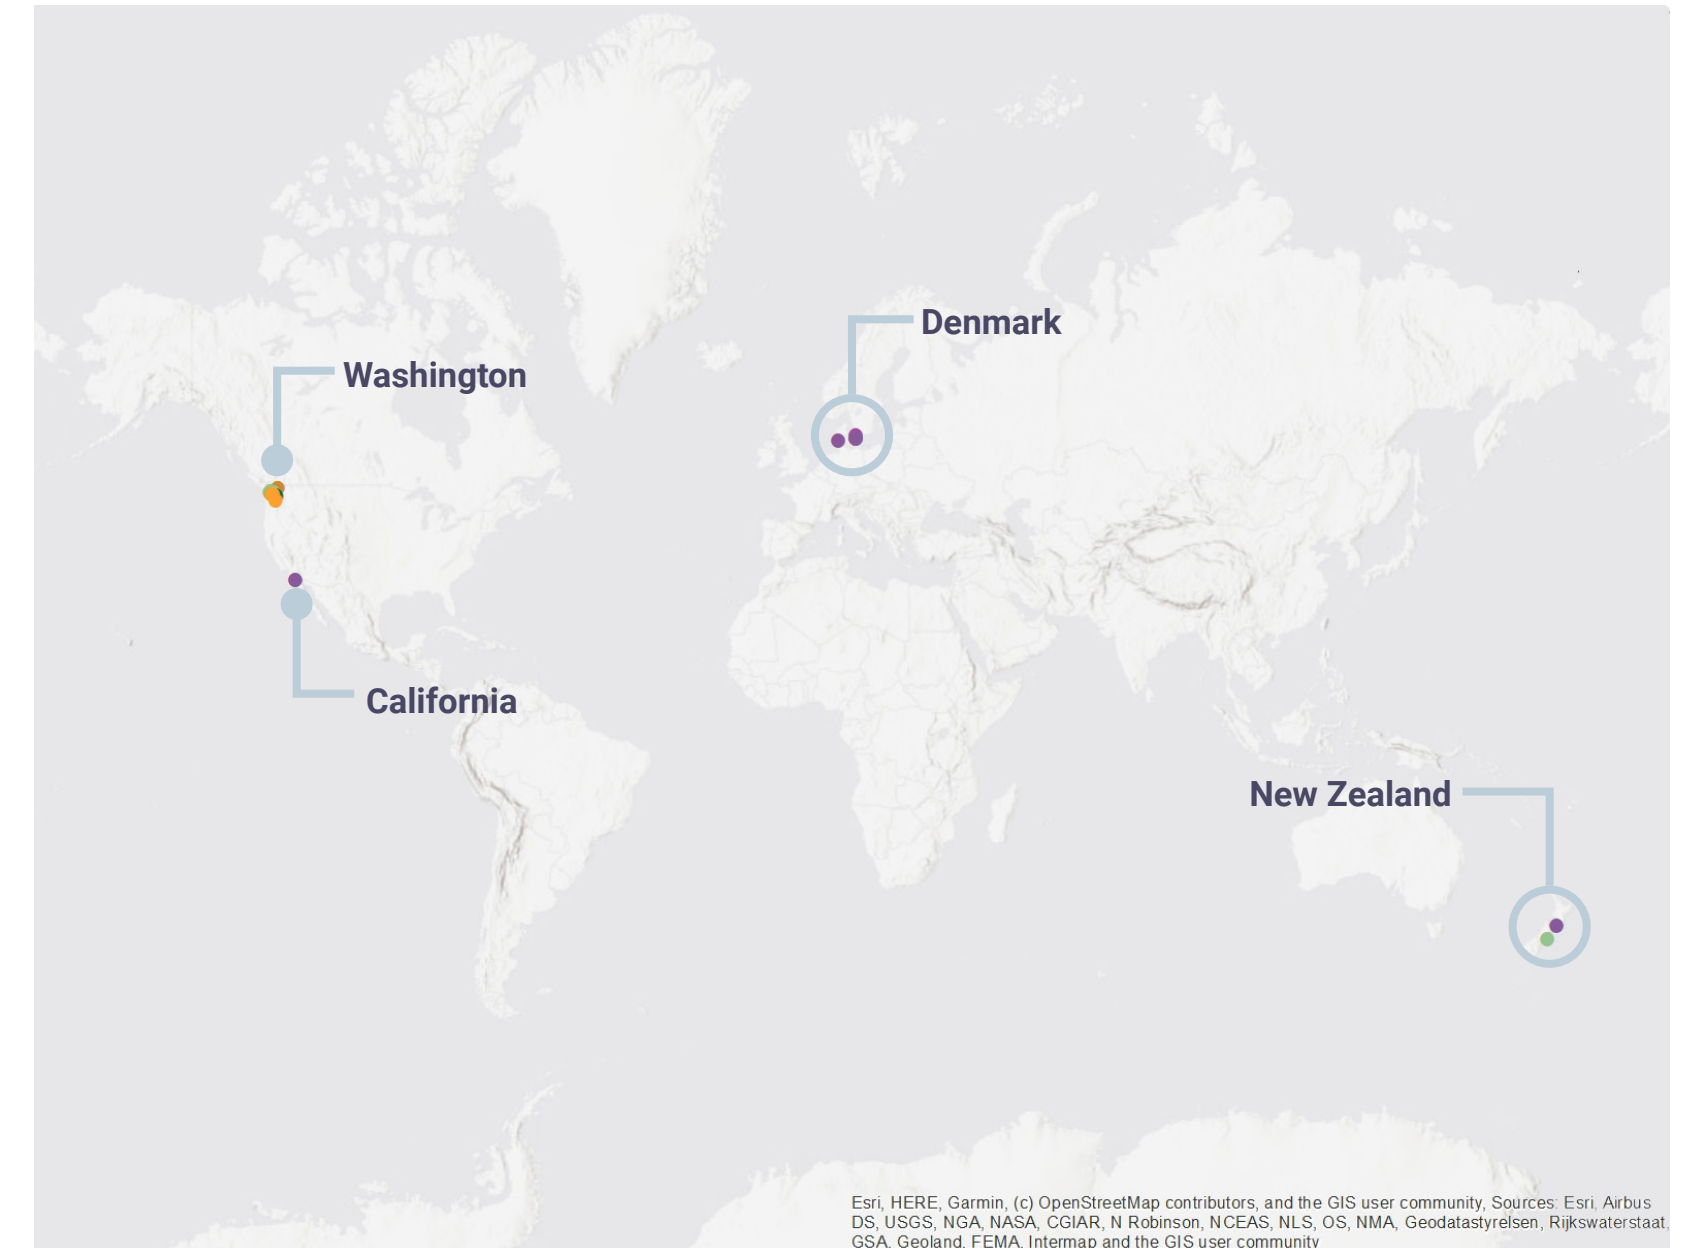 Denmark
Washington
California
New Zealand
Esri, HERE, Garmin, (c) OpenStreetMap contributors, and the GIS user community, Sources: Esri, Airbus
DS, USGS, NGA, NASA, CGIAR, N Robinson, NCEAS, NLS, OS, NMA, Geodatastyrelsen, Rijkswaterstaat,
GSA, Geoland, FEMA, Intermap and the GIS user community